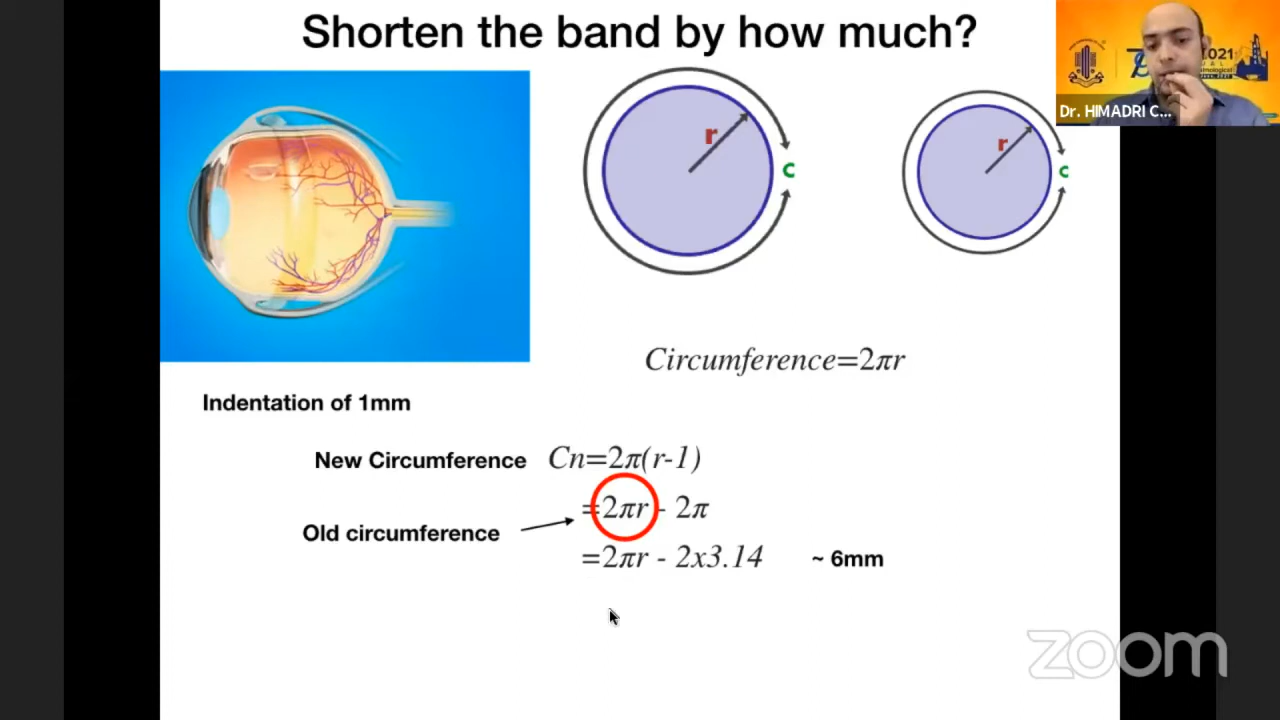 Shorten the band by how much?
021
Dr. HIMADRI C...
r
c
r
c
Circumference=2πr
Indentation of 1mm
New Circumference Cn=2π(r-1)
=2πr - 2π
Old circumference
=2πr - 2x3.14 ~ 6mm
zoom